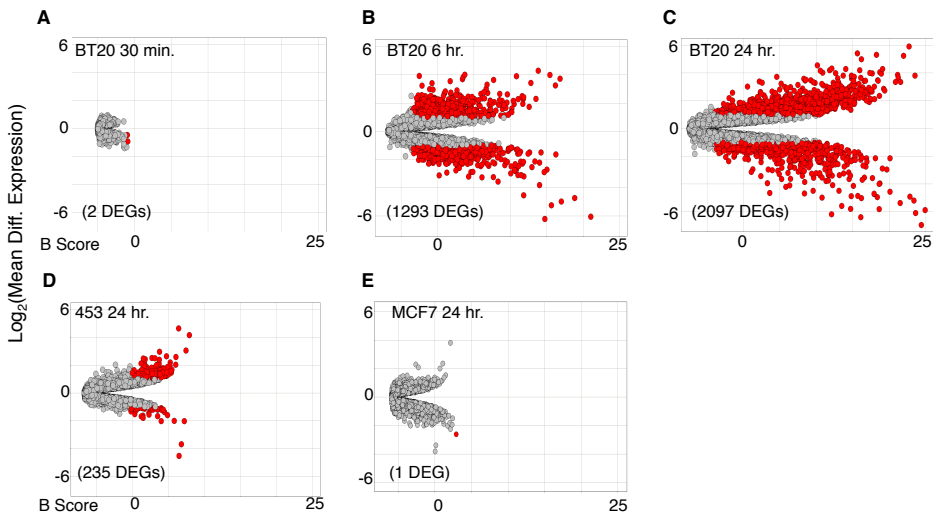 A
B
C
BT20 30 min.
BT20 6 hr.
BT20 24 hr.
6
6
6
0
0
0
-6
-6
-6
(2 DEGs)
(1293 DEGs)
(2097 DEGs)
B Score
0
25
0
25
0
25
Log2(Mean Diff. Expression)
D
E
453 24 hr.
MCF7 24 hr.
6
6
0
0
-6
-6
(235 DEGs)
(1 DEG)
B Score
0
25
0
25